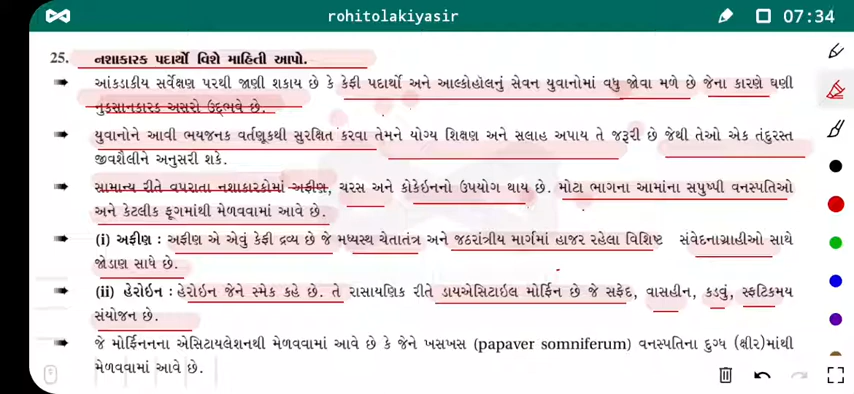 rohitolakiyasir
07:34
25. નશાકારક પદાર્થો વિશે માહિતી આપો.
આંકડાકીય સર્વેક્ષણ પરથી જાણી શકાય છે કે કેફી પદાર્થો અને આલ્કોહૉલનું સેવન યુવાનોમાં વધુ જોવા મળે છે જેના કારણે ઘણી
નુકસાનકારક અસરો ઉદ્ભવે છે.
યુવાનોને આવી ભયજનક વર્તણૂકથી સુરક્ષિત કરવા તેમને યોગ્ય શિક્ષણ અને સલાહ અપાય તે જરૂરી છે જેથી તેઓ એક તંદુરસ્ત
જીવશૈલીને અનુસરી શકે.
સામાન્ય રીતે વપરાતા નશાકારકોમાં અફીણ, ચરસ અને કોકેઇનનો ઉપયોગ થાય છે. મોટા ભાગના આમાંના સપુષ્પી વનસ્પતિઓ
અને કેટલીક ફૂગમાંથી મેળવવામાં આવે છે.
(i) અફીણ : અફીણ એ એવું કેફી દ્રવ્ય છે જે મધ્યસ્થ ચેતાતંત્ર અને જઠરાંત્રીય માર્ગમાં હાજર રહેલા વિશિષ્ટ સંવેદનાગ્રાહીઓ સાથે
જોડાણ સાધે છે.
(ii) હેરોઇન : હેરોઇન જેને સ્મેક કહે છે. તે રાસાયણિક રીતે ડાયએસિટાઇલ મોર્ફિન છે જે સફેદ, વાસહીન, કડવું, સ્ફટિકમય
સંયોજન છે.
જે મોર્ફિનનના એસિટાયલેશનથી મેળવવામાં આવે છે કે જેને ખસખસ (papaver somniferum) વનસ્પતિના દુગ્ધ (ક્ષીર)માંથી
મેળવવામાં આવે છે.